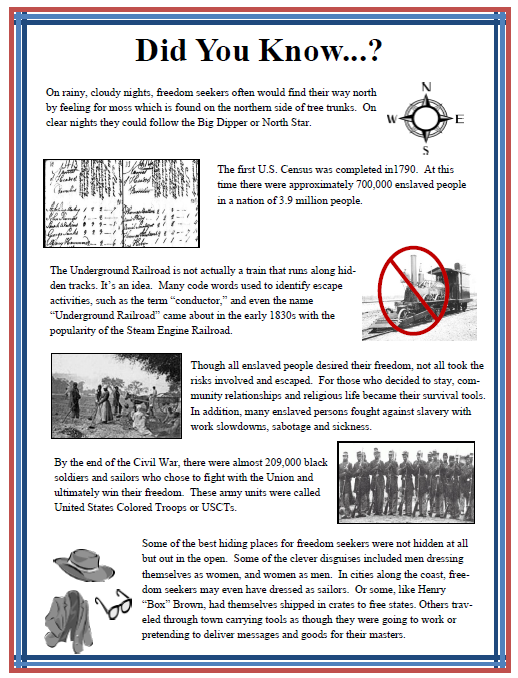 Did You Know...?
On rainy, cloudy nights, freedom seekers often would find their way north
by feeling for moss which is found on the northern side of tree trunks.  On
clear nights they could follow the Big Dipper or North Star.
N
W E
S
The first U.S. Census was completed in1790.  At this
time there were approximately 700,000 enslaved people
in a nation of 3.9 million people.
The Underground Railroad is not actually a train that runs along hid-
den tracks. It’s an idea.  Many code words used to identify escape
activities, such as the term “conductor,” and even the name
“Underground Railroad” came about in the early 1830s with the
popularity of the Steam Engine Railroad.
Though all enslaved people desired their freedom, not all took the
risks involved and escaped.  For those who decided to stay, com-
munity relationships and religious life became their survival tools.
In addition, many enslaved persons fought against slavery with
work slowdowns, sabotage and sickness.
By the end of the Civil War, there were almost 209,000 black
soldiers and sailors who chose to fight with the Union and
ultimately win their freedom.  These army units were called
United States Colored Troops or USCTs.
Some of the best hiding places for freedom seekers were not hidden at all
but out in the open.  Some of the clever disguises included men dressing
themselves as women, and women as men.  In cities along the coast, free-
dom seekers may even have dressed as sailors.  Or some, like Henry
“Box” Brown, had themselves shipped in crates to free states. Others trav-
eled through town carrying tools as though they were going to work or
pretending to deliver messages and goods for their masters.